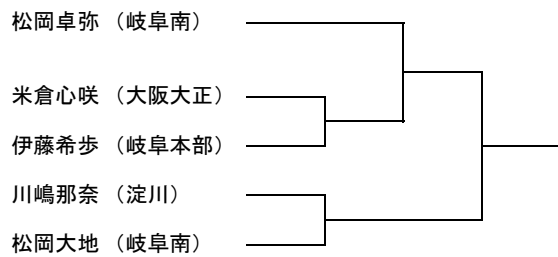 松岡卓弥 （岐阜南）
米倉心咲 （大阪大正）
伊藤希歩 （岐阜本部）
川嶋那奈 （淀川）
松岡大地 （岐阜南）